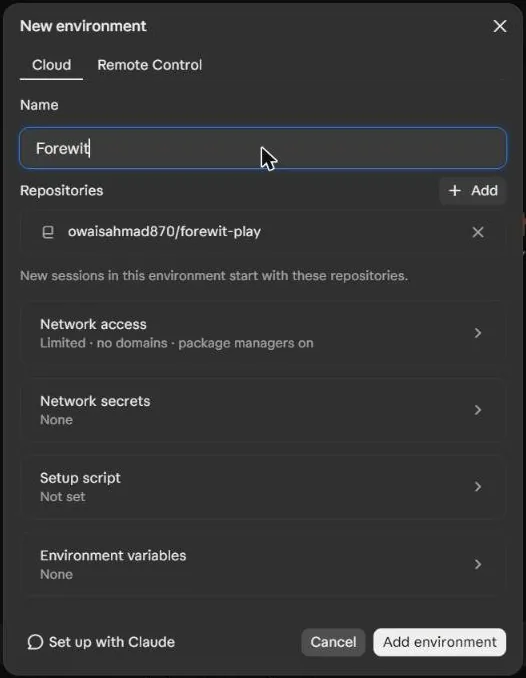 New environment
Cloud Remote Control
Name
Forewit
Repositories
+ Add
owaisahmad870/forewit-play
New sessions in this environment start with these repositories.
Network access
Limited · no domains · package managers on
Network secrets
None
Setup script
Not set
Environment variables
None
Set up with Claude
Cancel
Add environment